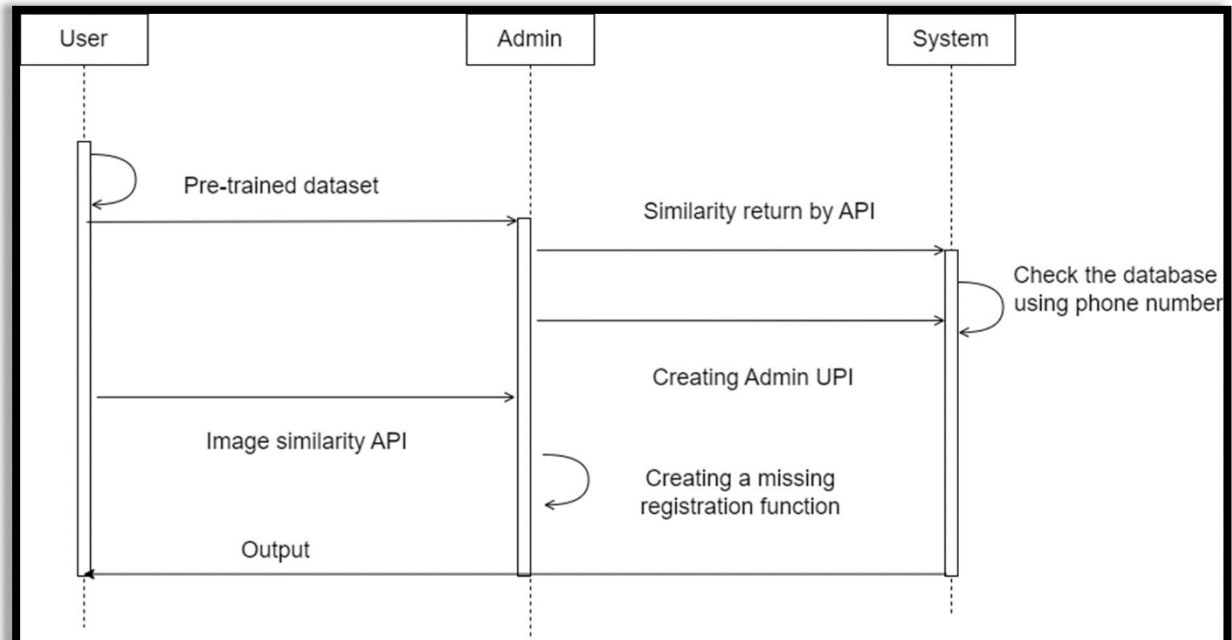 User
Admin
System
Pre-trained dataset
Similarity return by API
Check the database
using phone number
Creating Admin UPI
Image similarity API
Creating a missing
registration function
Output